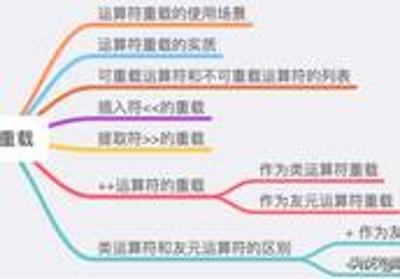 重载
运算符重载的使用场景
运算符重载的实质
可重载运算符和不可重载运算符的列表
插入符<<的重载
提取符>>的重载
++运算符的重载
作为类运算符重载
作为友元运算符重载
类运算符和友元运算符的区别
+ 作为友